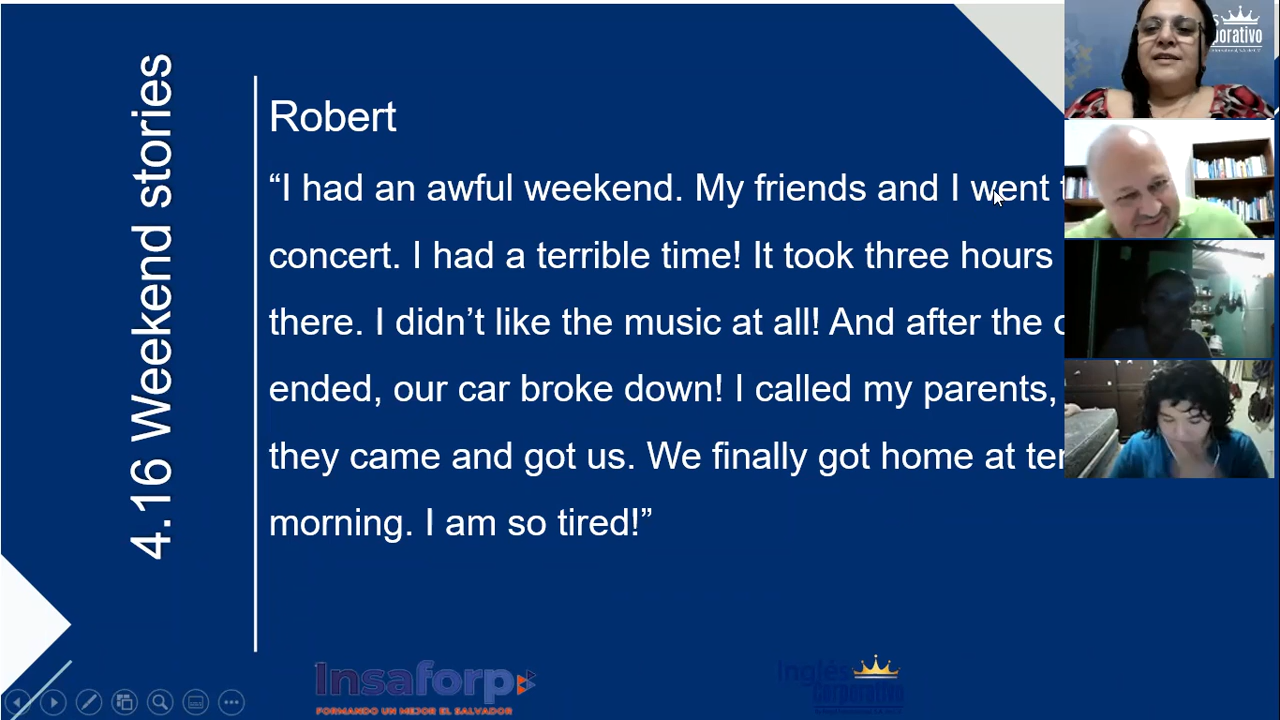 4.16 Weekend stories
Robert
“I had an awful weekend. My friends and I went
concert. I had a terrible time! It took three hours
there. I didn’t like the music at all! And after the
ended, our car broke down! I called my parents,
they came and got us. We finally got home at
morning. I am so tired!”
Insaforp
FORMANDO UN MEJOR EL SALVADOR
Inglés
Corporativo